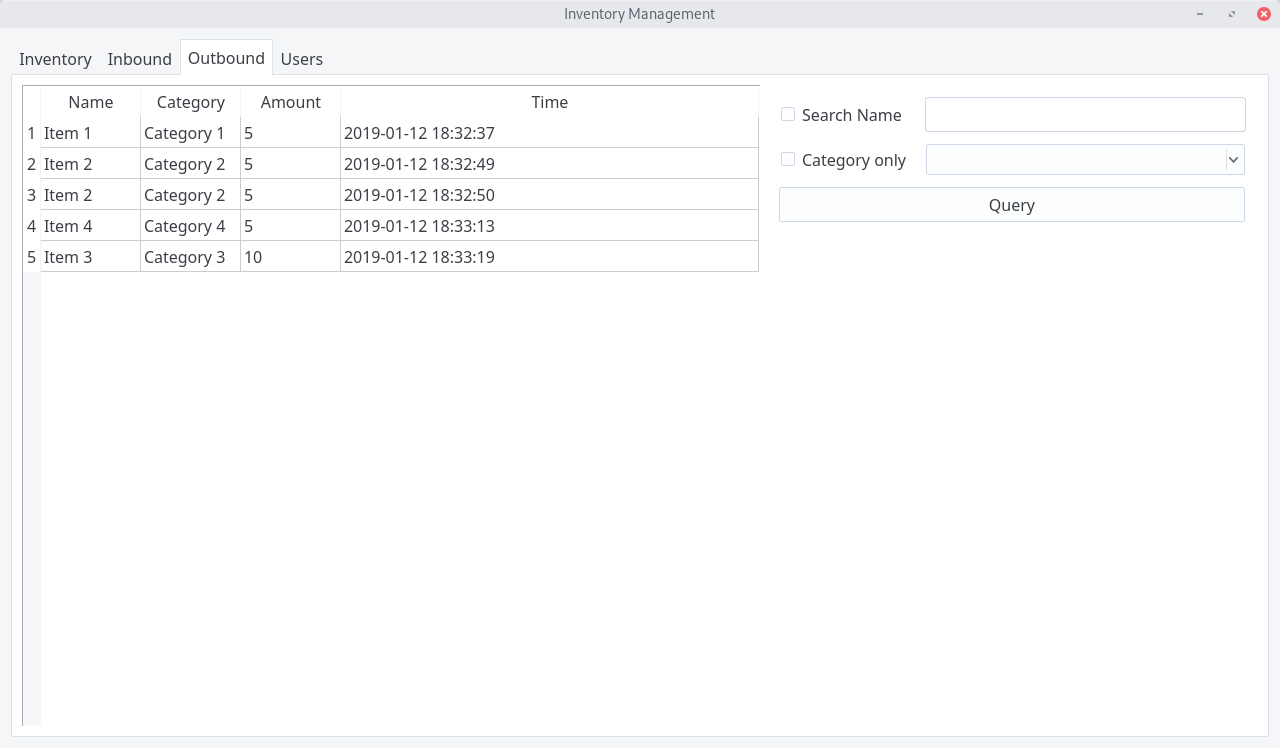 Inventory Management
Inventory Inbound Outbound Users
Name Category Amount Time
1 Item 1 Category 1 5 2019-01-12 18:32:37
2 Item 2 Category 2 5 2019-01-12 18:32:49
3 Item 2 Category 2 5 2019-01-12 18:32:50
4 Item 4 Category 4 5 2019-01-12 18:33:13
5 Item 3 Category 3 10 2019-01-12 18:33:19
Search Name
Category only
Query